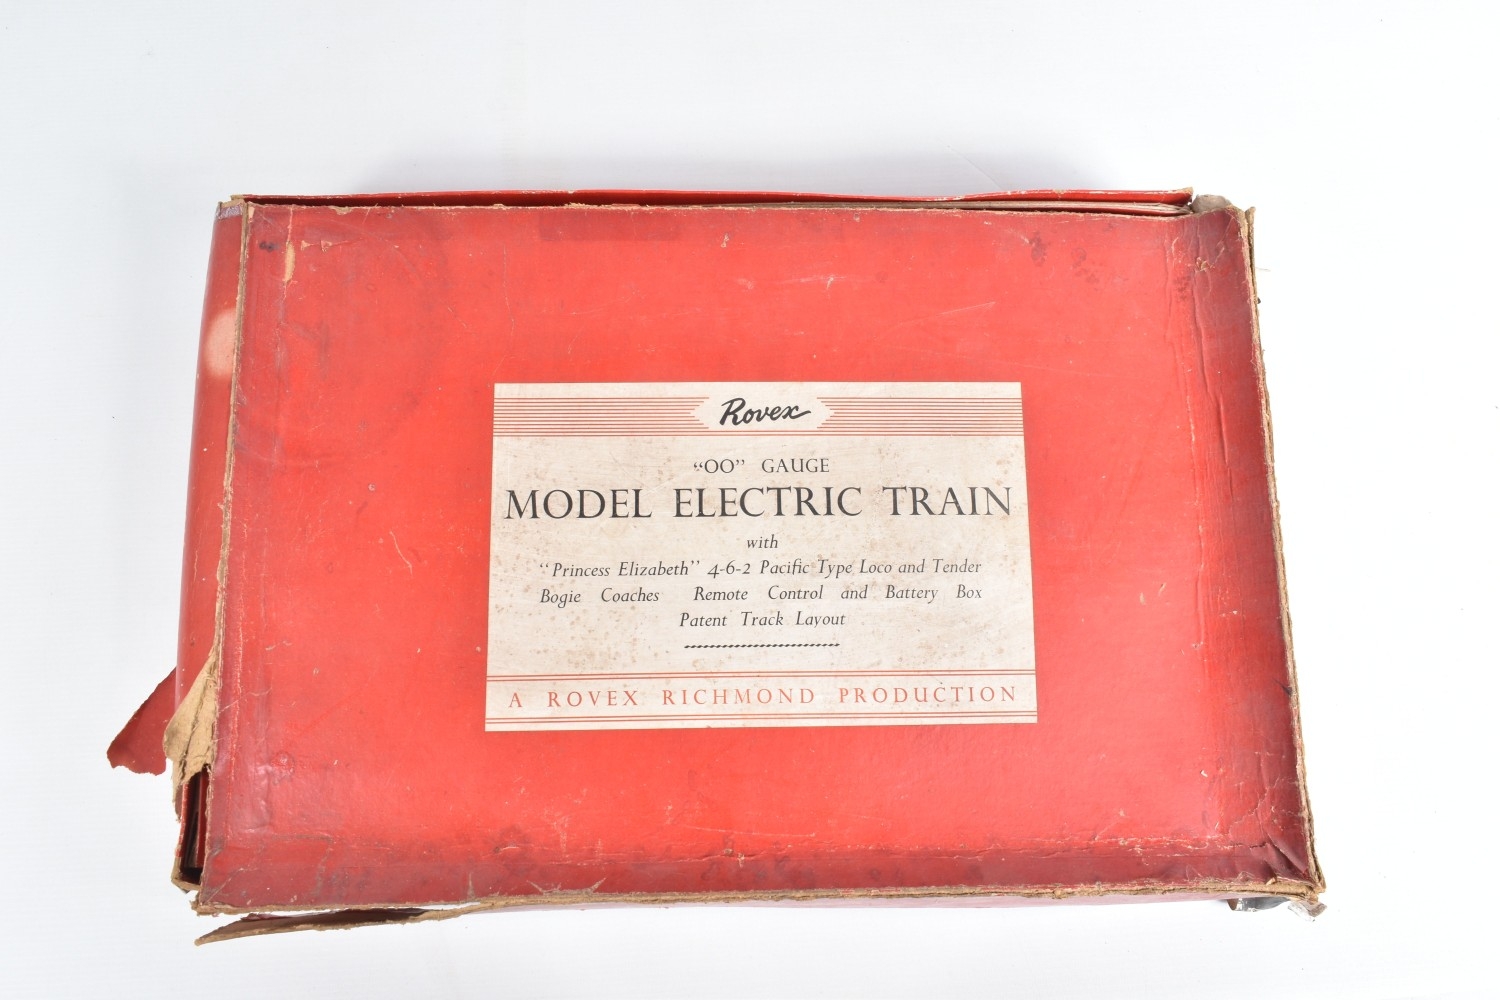 Rovex
“OO” GAUGE
MODEL ELECTRIC TRAIN
with
“Princess Elizabeth” 4-6-2 Pacific Type Loco and Tender
Bogie Coaches Remote Control and Battery Box
Patent Track Layout
A ROVEX RICHMOND PRODUCTION